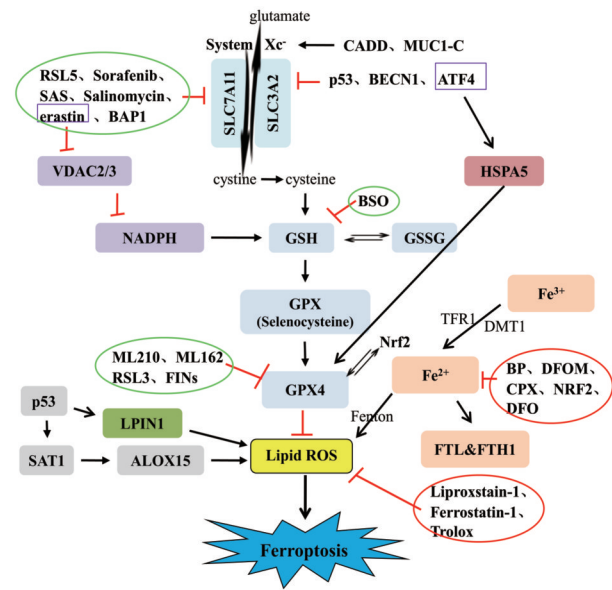 glutamate
System Xc-
CADD、MUC1-C
RSL5、Sorafenib、
SAS、Salinomycin、
erastin 、BAP1
SLC7A11
SLC3A2
p53、BECN1、ATF4
VDAC2/3
HSPA5
cystine
cysteine
BSO
NADPH
GSH
GSSG
GPX
(Selenocysteine)
Fe3+
TFR1
DMT1
Nrf2
ML210、ML162
RSL3、FINs
GPX4
Fe2+
BP、DFOM、
CPX、NRF2、
DFO
p53
LPIN1
Fenton
SAT1
ALOX15
Lipid ROS
FTL&FTH1
Liproxstain-1、
Ferrostatin-1、
Trolox
Ferroptosis